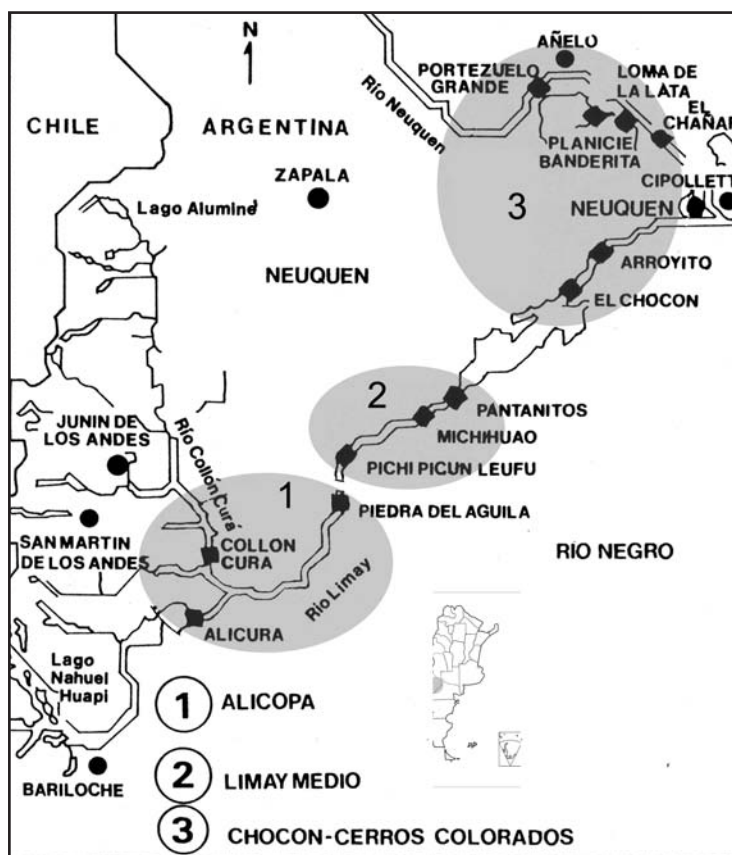 N
AÑELO
PORTEZUELO
GRANDE
LOMA DE
LA LATA
EL
CHAÑAR
Río Neuquen
CHILE
ARGENTINA
PLANICIE
BANDERITA
ZAPALA
CIPOLLETT
Lago Aluminé
3
NEUQUEN
NEUQUEN
ARROYITO
EL CHOCON
2
PANTANITOS
JUNIN DE
LOS ANDES
MICHIHUAO
Río Collón Curá
PICHI PICUN LEUFU
1
PIEDRA DEL AGUILA
SAN MARTIN
DE LOS ANDES
COLLON
CURA
RÍO NEGRO
Río Limay
ALICURA
Lago
Nahuel
Huapi
1 ALICOPA
BARILOCHE
2 LIMAY MEDIO
3 CHOCON-CERROS COLORADOS